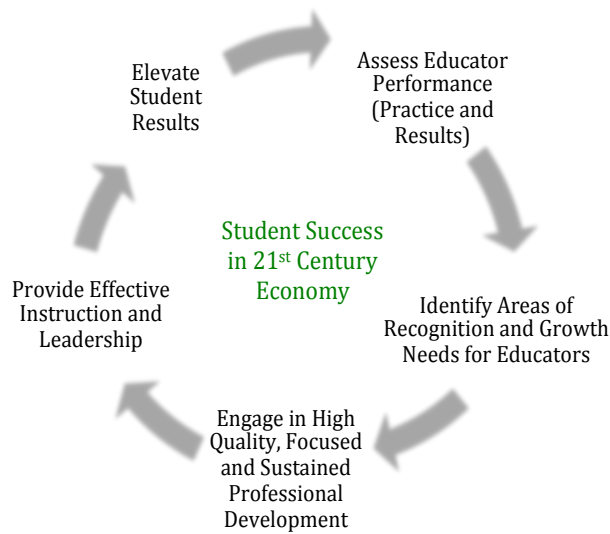 Elevate
Student
Results
Assess Educator
Performance
(Practice and
Results)
Student Success
in 21st Century
Economy
Provide Effective
Instruction and
Leadership
Identify Areas of
Recognition and Growth
Needs for Educators
Engage in High
Quality, Focused
and Sustained
Professional
Development